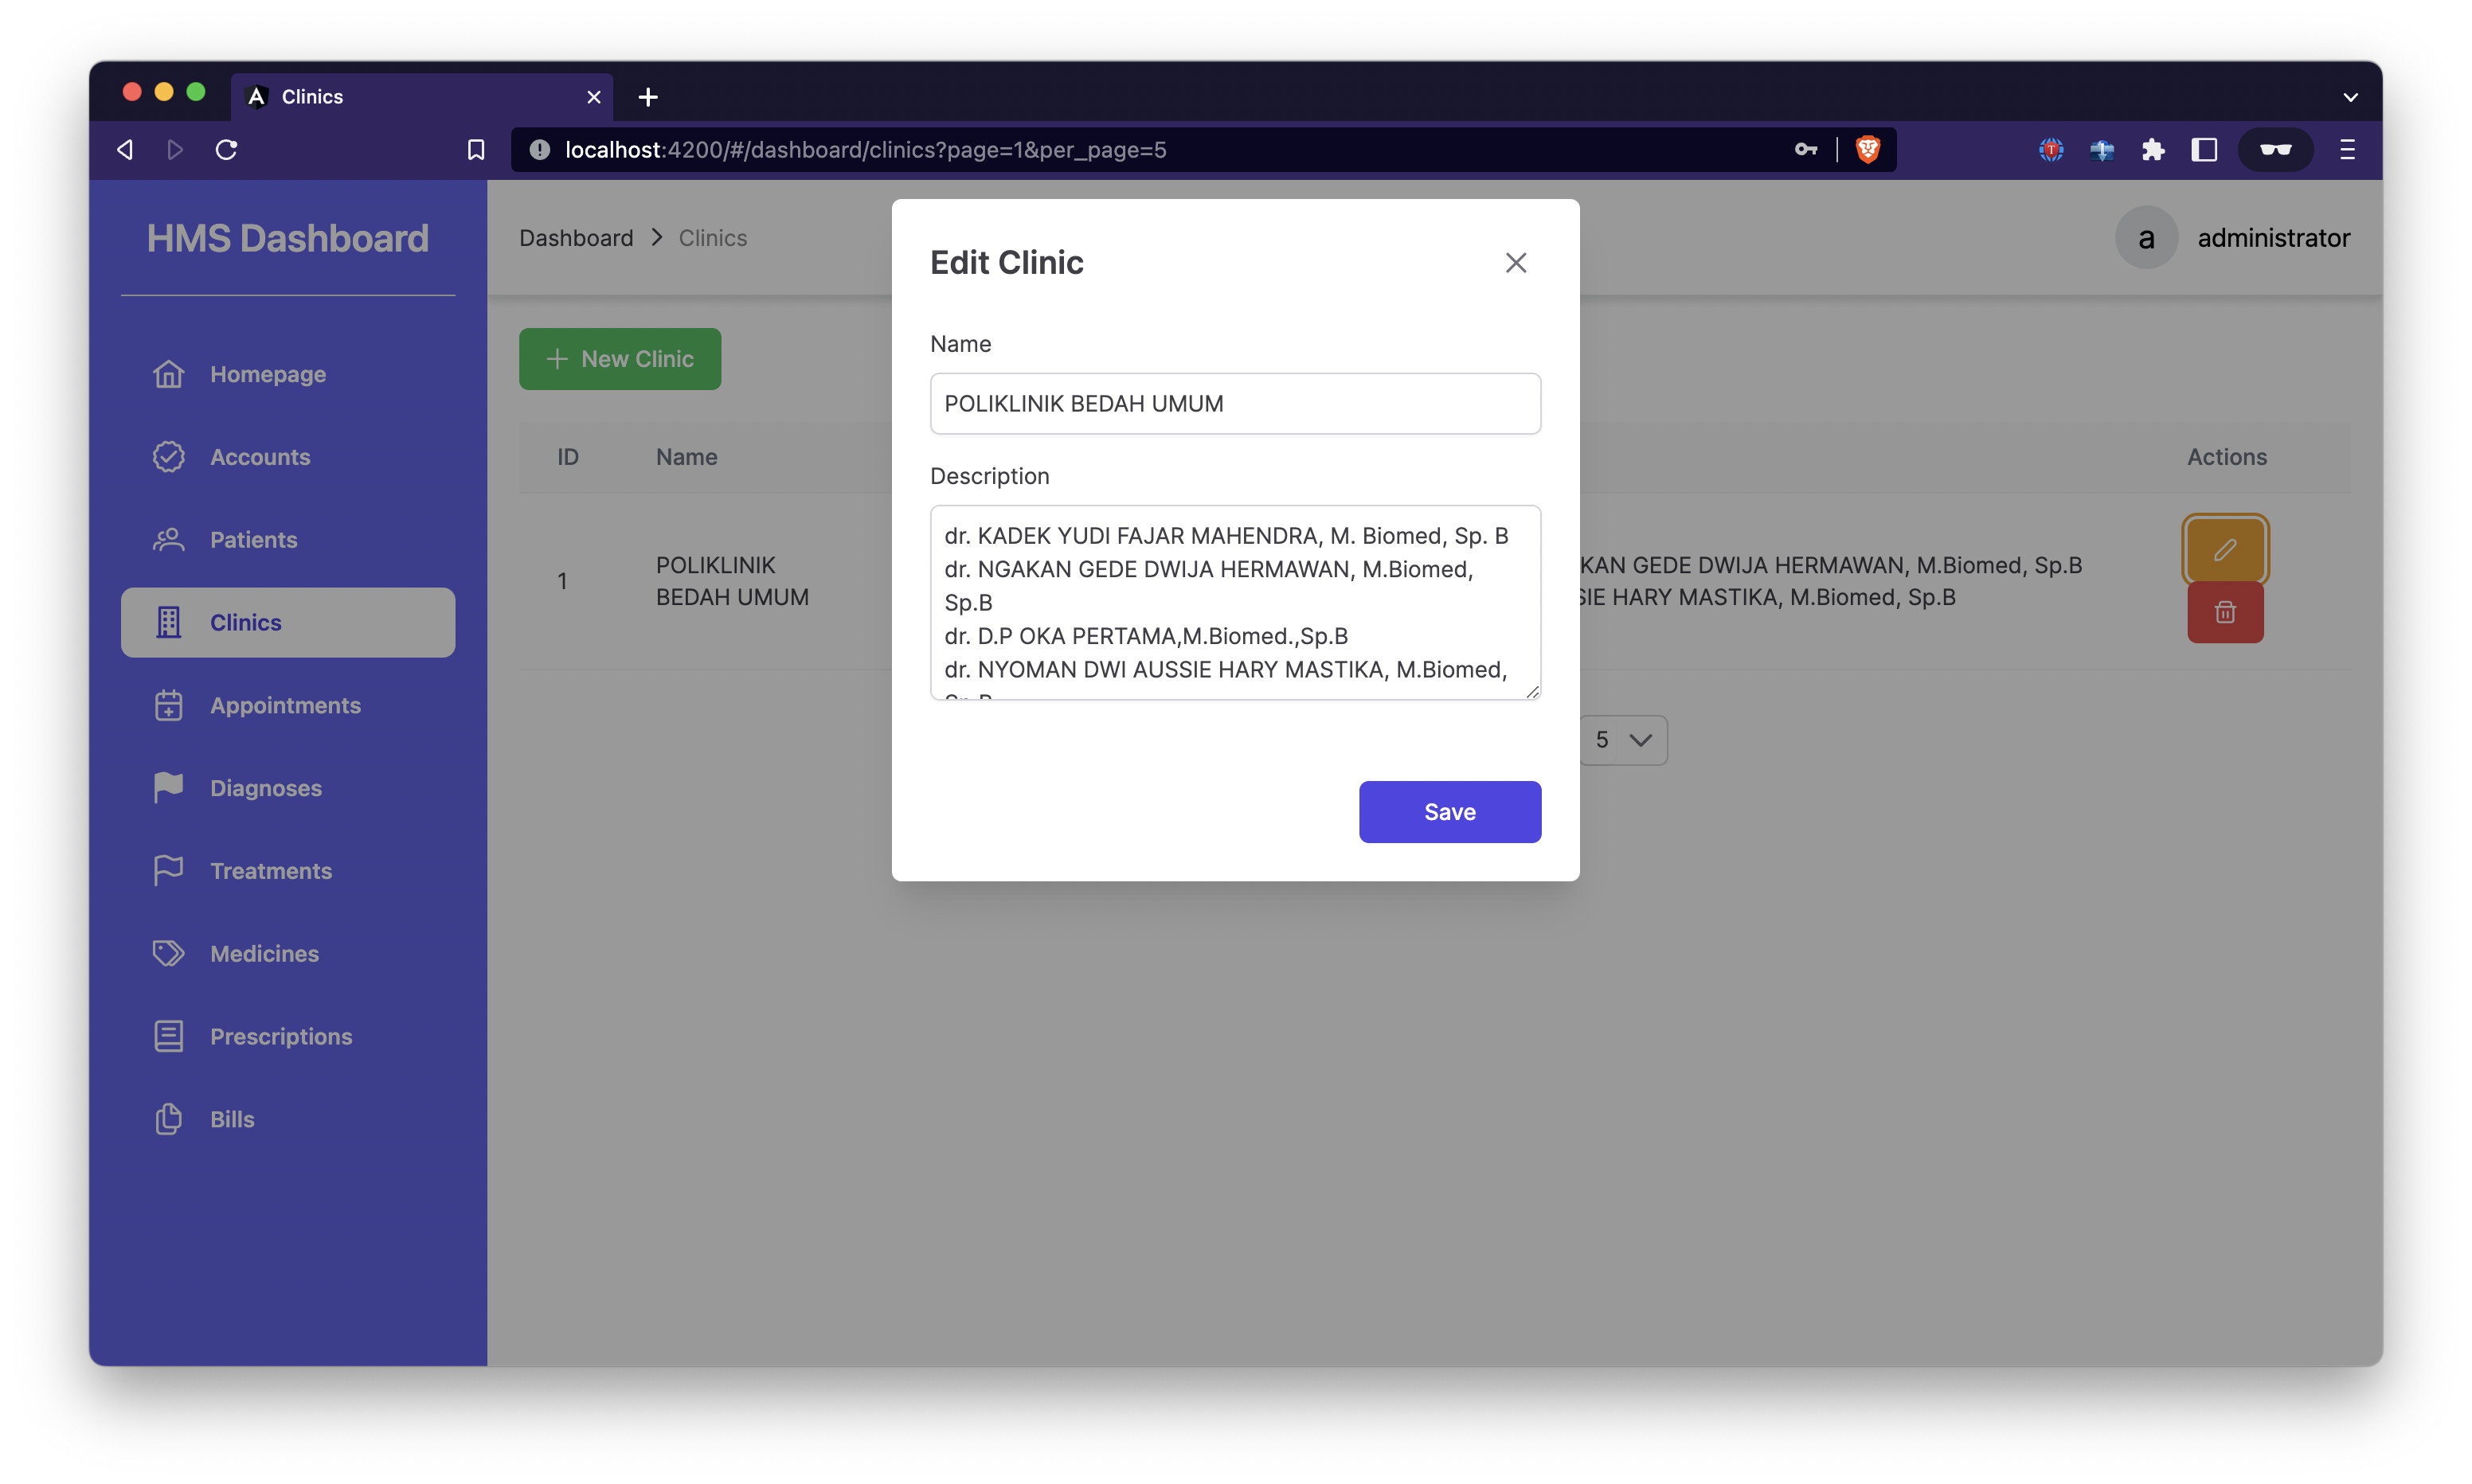 Clinics
localhost:4200/#/dashboard/clinics?page=1&per_page=5
HMS Dashboard
Homepage
Accounts
Patients
Clinics
Appointments
Diagnoses
Treatments
Medicines
Prescriptions
Bills
Dashboard > Clinics
a administrator
+ New Clinic
ID Name Actions
1
POLIKLINIK
BEDAH UMUM
KAN GEDE DWIJA HERMAWAN, M.Biomed, Sp.B
HARY MASTIKA, M.Biomed, Sp.B
5
Edit Clinic
Name
POLIKLINIK BEDAH UMUM
Description
dr. KADEK YUDI FAJAR MAHENDRA, M. Biomed, Sp. B
dr. NGAKAN GEDE DWIJA HERMAWAN, M.Biomed,
Sp.B
dr. D.P OKA PERTAMA,M.Biomed.,Sp.B
dr. NYOMAN DWI AUSSIE HARY MASTIKA, M.Biomed,
Save